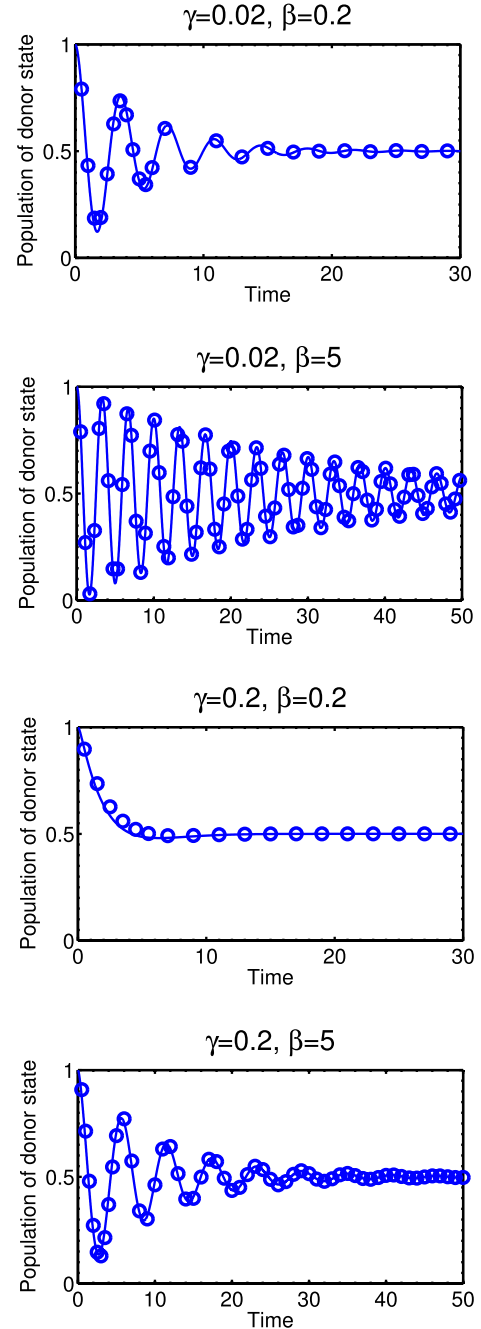 γ=0.02, β=0.2
Population of donor state
1
0.5
0
0 10 20 30
Time
γ=0.02, β=5
Population of donor state
1
0.5
0
0 10 20 30 40 50
Time
γ=0.2, β=0.2
Population of donor state
1
0.5
0
0 10 20 30
Time
γ=0.2, β=5
Population of donor state
1
0.5
0
0 10 20 30 40 50
Time